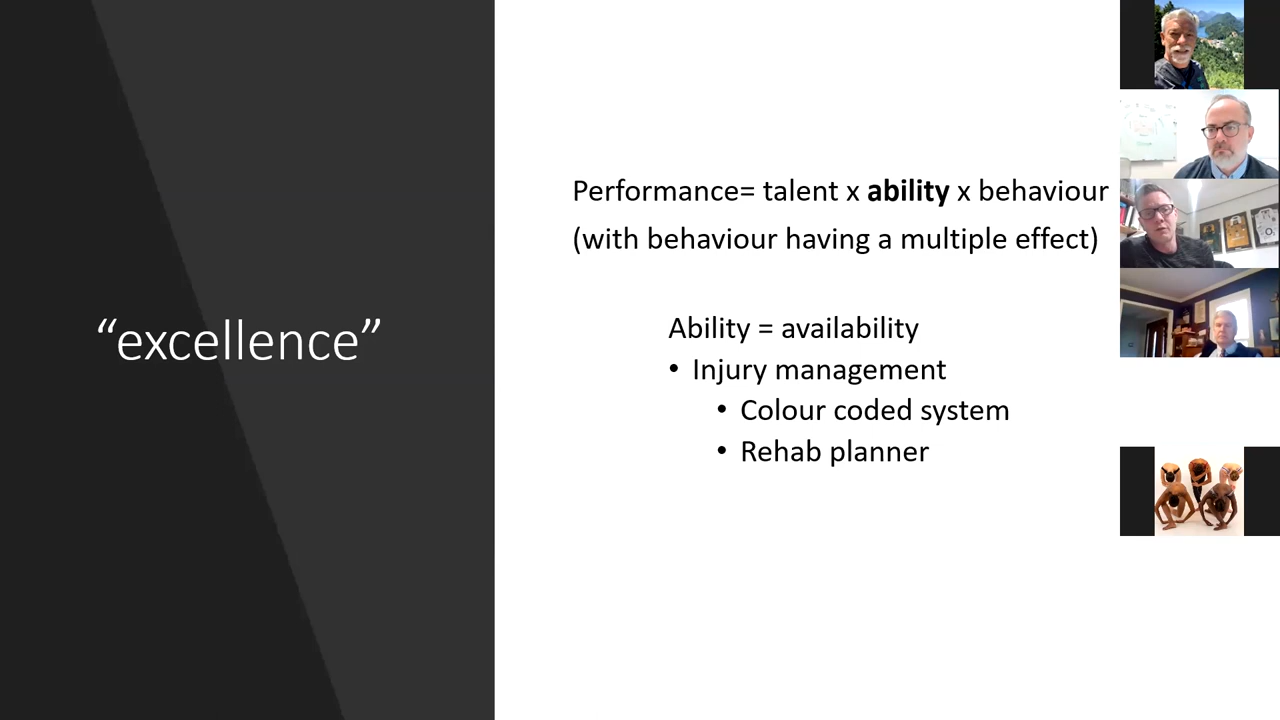 “excellence”
Performance= talent x ability x behaviour
(with behaviour having a multiple effect)
Ability = availability
• Injury management
• Colour coded system
• Rehab planner